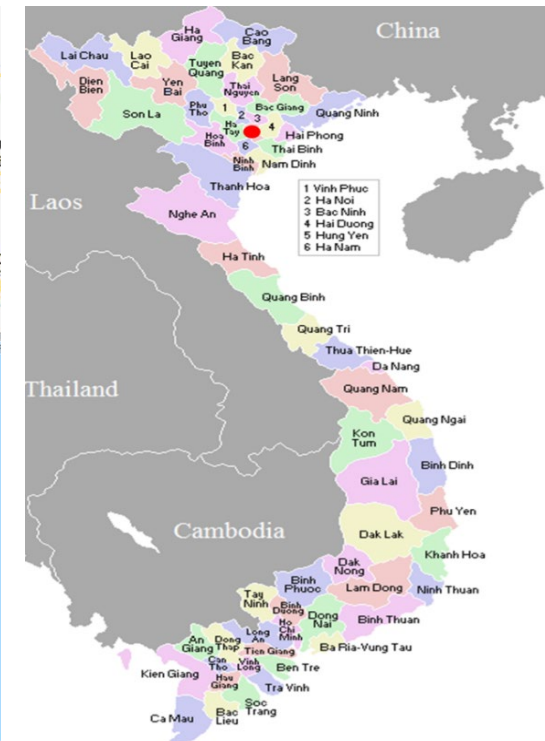 China
Ha
Giang
Cao
Bang
Lai Chau
Lao
Cai
Tuyen
Quang
Bac
Kan
Dien
Bien
Yen
Bai
Thai
Nguyen
Lang
Son
Son La
Phu
Tho
1
2
3
4
6
Bac Giang
Quang Ninh
Ha
Tay
Hoa
Binh
Hai Phong
Thai Binh
Ninh
Binh
Nam Dinh
Thanh Hoa
1 Vinh Phuc
2 Ha Noi
3 Bac Ninh
4 Hai Duong
5 Hung Yen
6 Ha Nam
Laos
Nghe An
Ha Tinh
Quang Binh
Quang Tri
Thua Thien-Hue
Da Nang
Thailand
Quang Nam
Quang Ngai
Kon
Tum
Binh Dinh
Gia Lai
Phu Yen
Cambodia
Dak Lak
Khanh Hoa
Dak
Nong
Binh
Phuoc
Lam Dong
Ninh Thuan
Tay
Ninh
Binh
Duong
Dong
Nai
Binh Thuan
Ho
Chi
Minh
Long
An
Ba Ria-Vung Tau
An
Giang
Dong
Thap
Tien Giang
Kien Giang
Can
Tho
Vinh
Long
Ben Tre
Hau
Giang
Tra Vinh
Soc
Trang
Ca Mau
Bac
Lieu